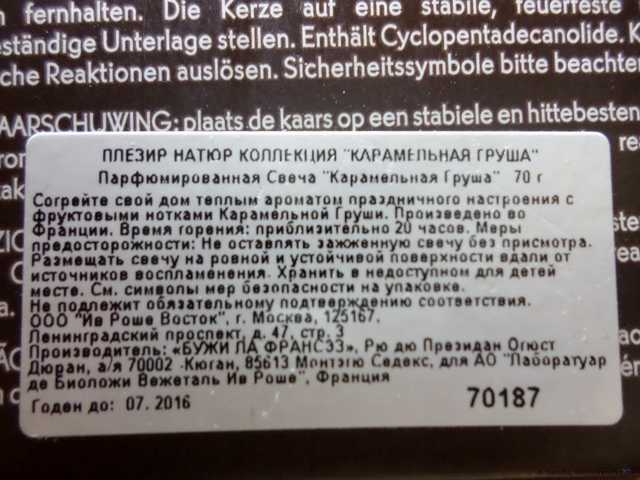 fernhalten. Die Kerze auf eine stabile, feuerfeste
eständige Unterlage stellen. Enthält Cyclopentadecanolide. K
che Reaktionen auslösen. Sicherheitssymbole bitte beachten
AARSCHUWING: plaats de kaars op een stabiele en hittebesten
ПЛЕЗИР НАТЮР КОЛЛЕКЦИЯ "КАРАМЕЛЬНАЯ ГРУША"
Парфюмированная Свеча "Карамельная Груша" 70 г
Согрейте свой дом теплым ароматом праздничного настроения с
фруктовыми нотками Карамельной Груши. Произведено во
Франции. Время горения: приблизительно 20 часов. Меры
предосторожности: Не оставлять зажженную свечу без присмотра.
Размещать свечу на ровной и устойчивой поверхности вдали от
источников воспламенения. Хранить в недоступном для детей
месте. См. символы мер безопасности на упаковке.
Не подлежит обязательному подтверждению соответствия.
ООО "Ив Роше Восток", г. Москва, 125167,
Ленинградский проспект, д. 47, стр. 3
Производитель: «БУЖИ ЛА ФРАНСЭЗ», Рю дю Президан Огюст
Дюран, а/я 70002 -Кюган, 85613 Монтэгю Седекс, для АО "Лаборатуар
де Биоложи Вежеталь Ив Роше", Франция
Годен до: 07. 2016 70187